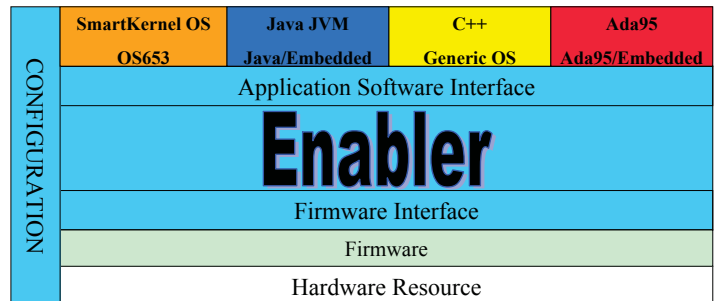 CONFIGURATION
SmartKernel OS
OS653
Java JVM
Java/Embedded
C++
Generic OS
Ada95
Ada95/Embedded
Application Software Interface
Enabler
Firmware Interface
Firmware
Hardware Resource